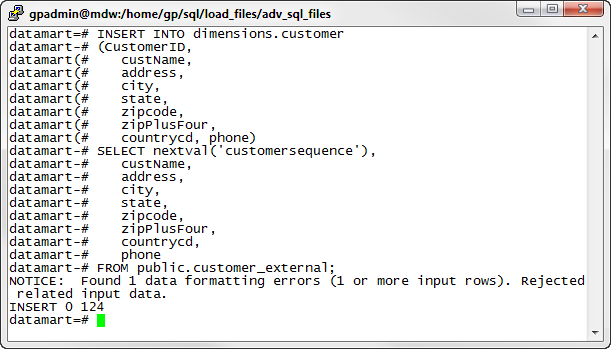 gpadmin@mdw:/home/gp/sql/load_files/adv_sql_files
datamart=# INSERT INTO dimensions.customer
datamart-# (CustomerID,
datamart(#    custName,
datamart(#    address,
datamart(#    city,
datamart(#    state,
datamart(#    zipcode,
datamart(#    zipPlusFour,
datamart(#    countrycd, phone)
datamart-# SELECT nextval('customersequence'),
datamart-#    custName,
datamart-#    address,
datamart-#    city,
datamart-#    state,
datamart-#    zipcode,
datamart-#    zipPlusFour,
datamart-#    countrycd,
datamart-#    phone
datamart-# FROM public.customer_external;
NOTICE:  Found 1 data formatting errors (1 or more input rows). Rejected
 related input data.
INSERT 0 124
datamart=#